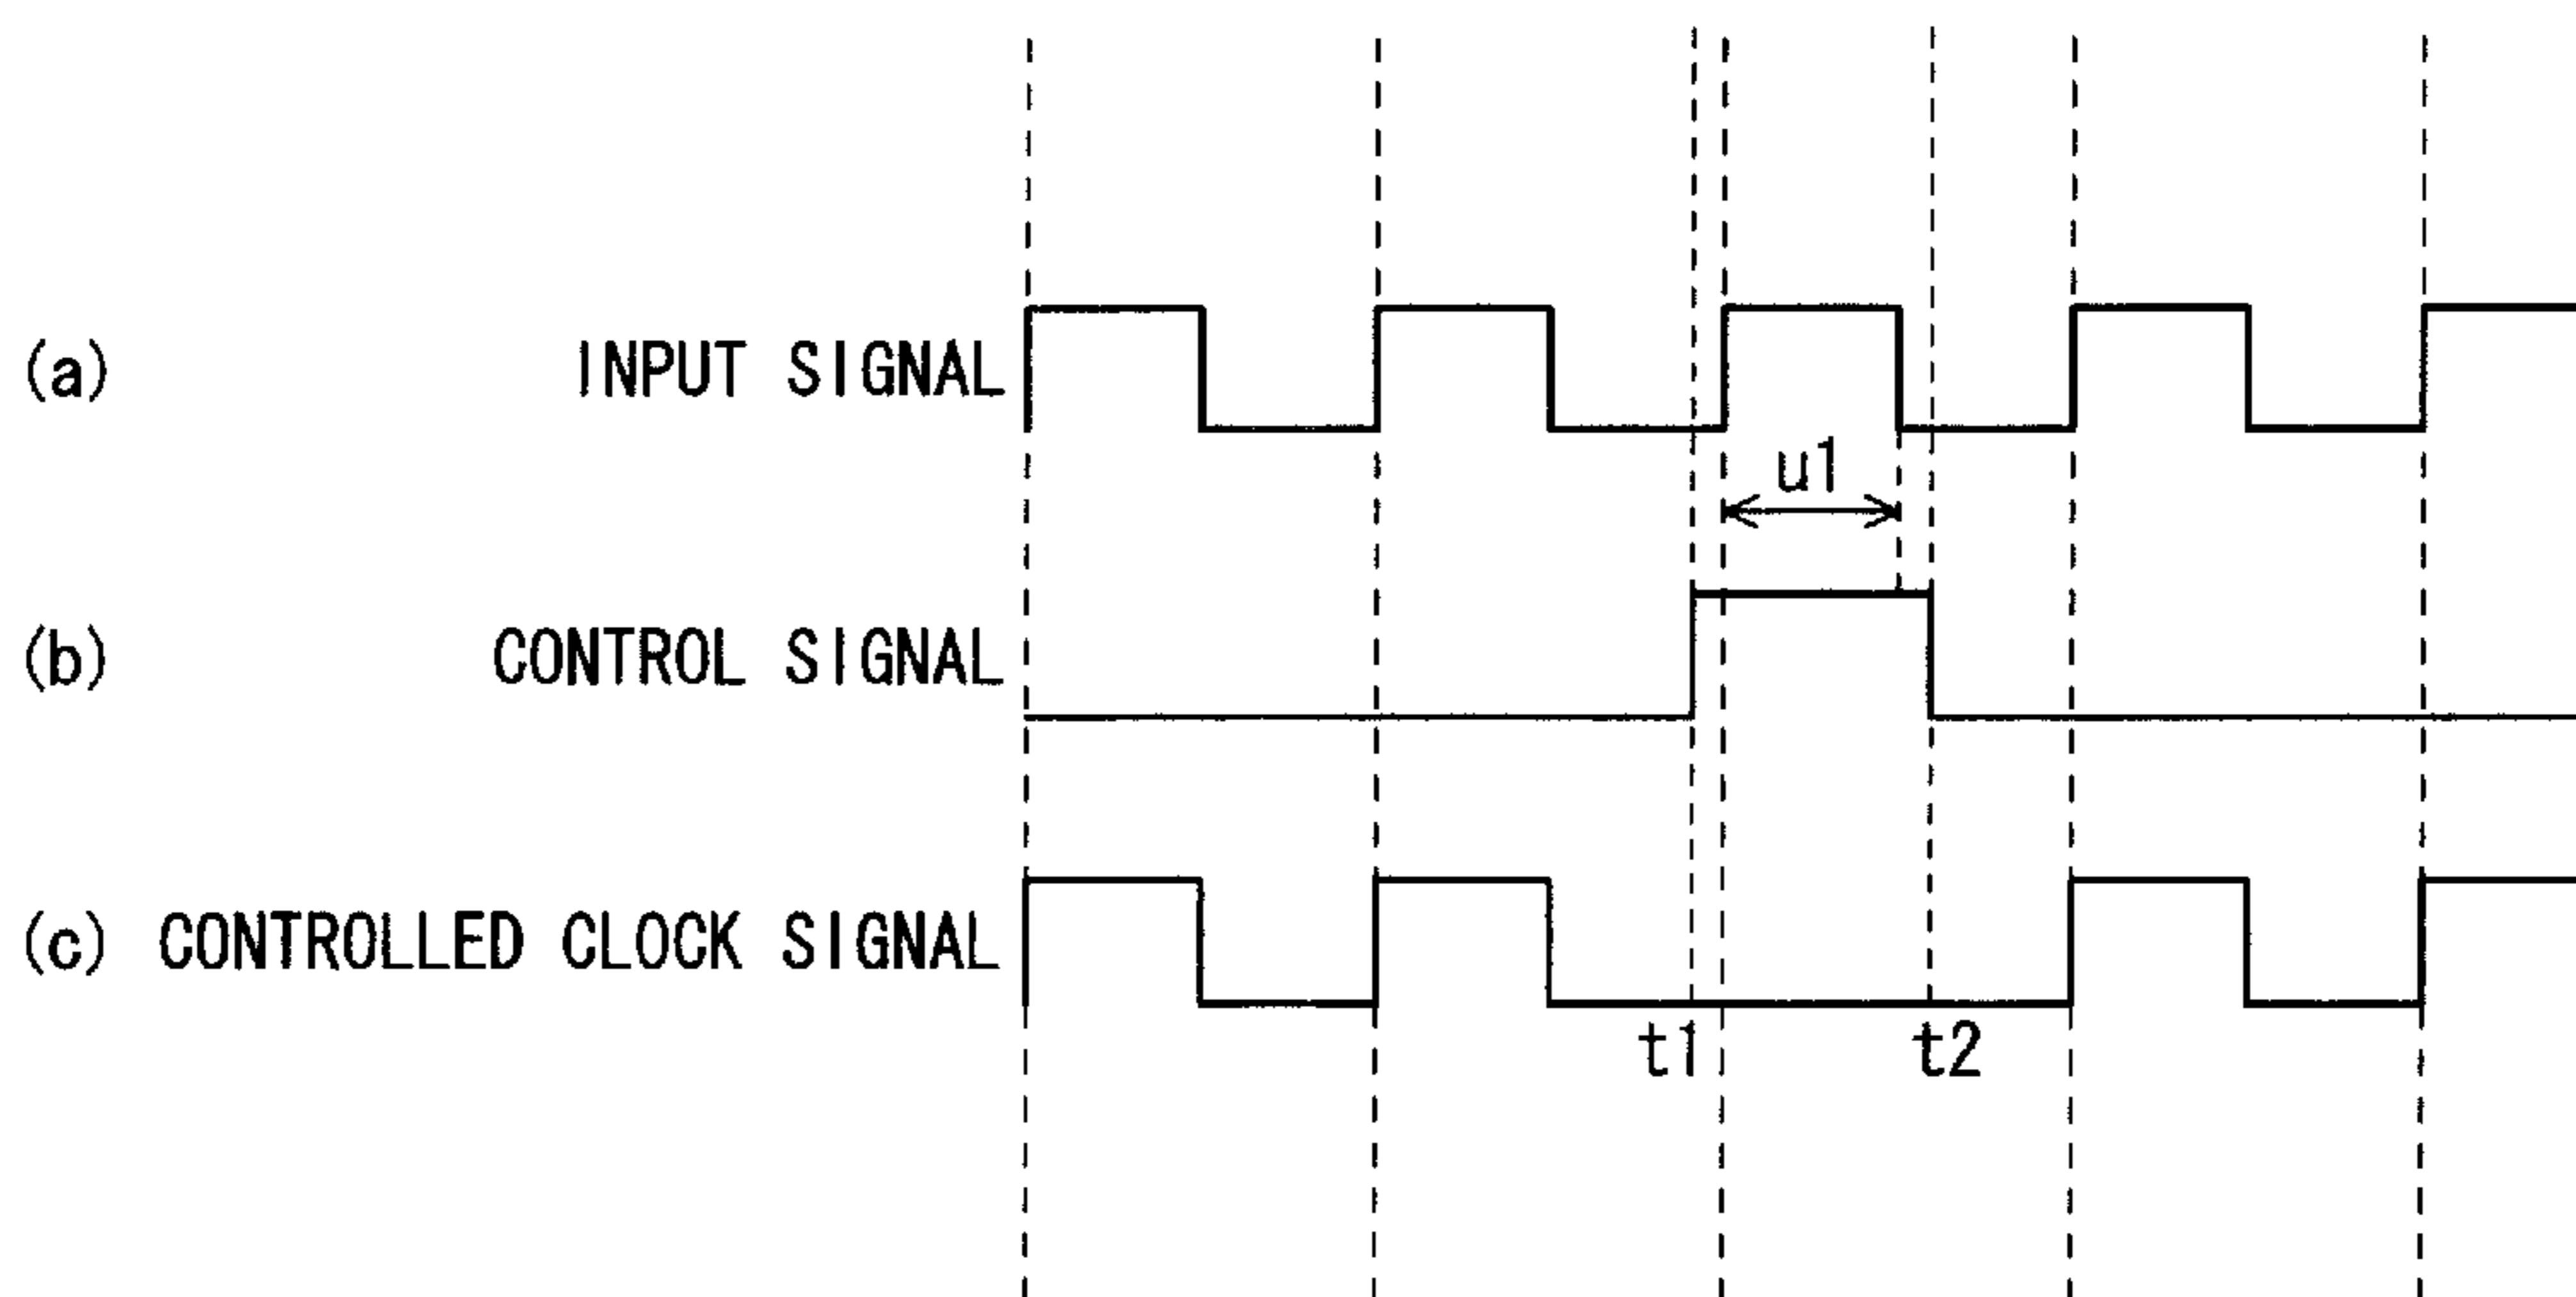 (a) INPUT SIGNAL
u1
(b) CONTROL SIGNAL
(c) CONTROLLED CLOCK SIGNAL
t1 t2